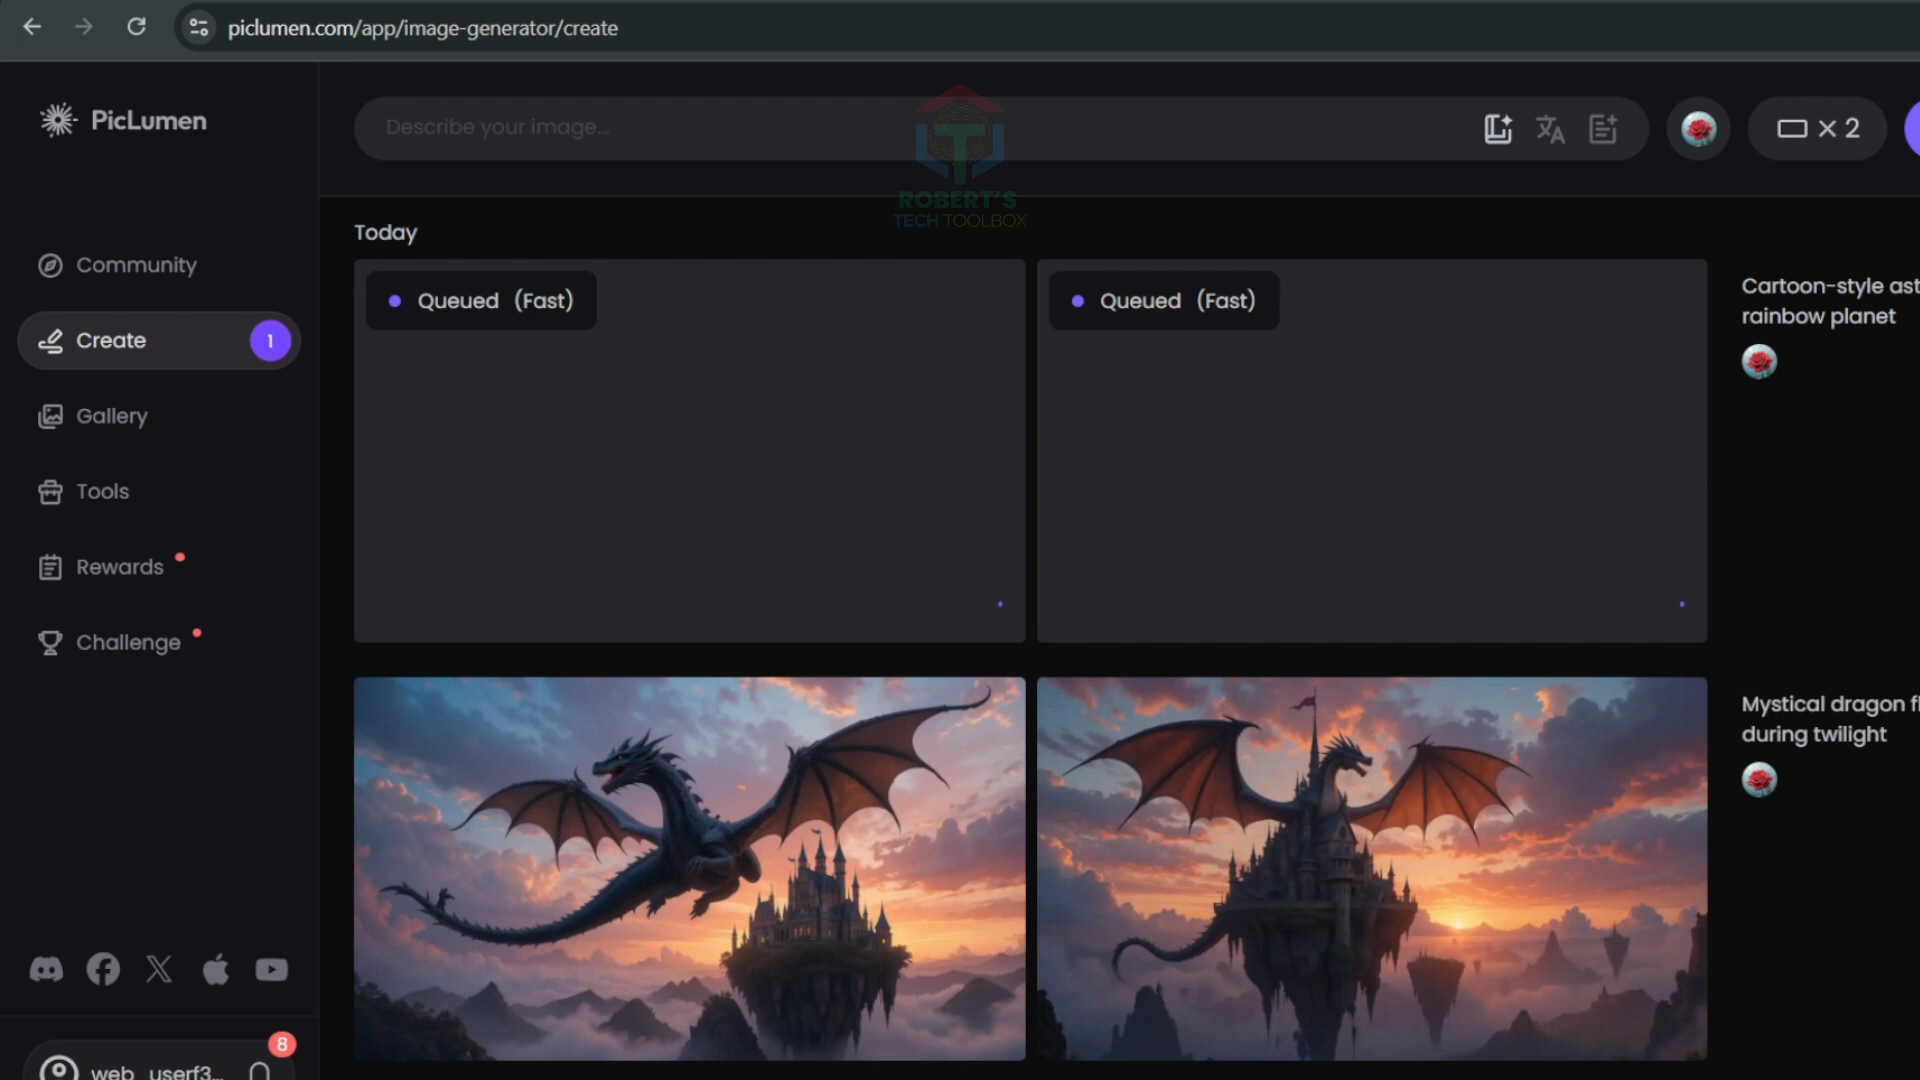 piclumen.com/app/image-generator/create
PicLumen
Describe your image...
× 2
ROBERT'S
TECH TOOLBOX
Community
Create
1
Gallery
Tools
Rewards
Challenge
8
web_userf3...
Today
Queued (Fast)
Queued (Fast)
Cartoon-style ast
rainbow planet
Mystical dragon fl
during twilight